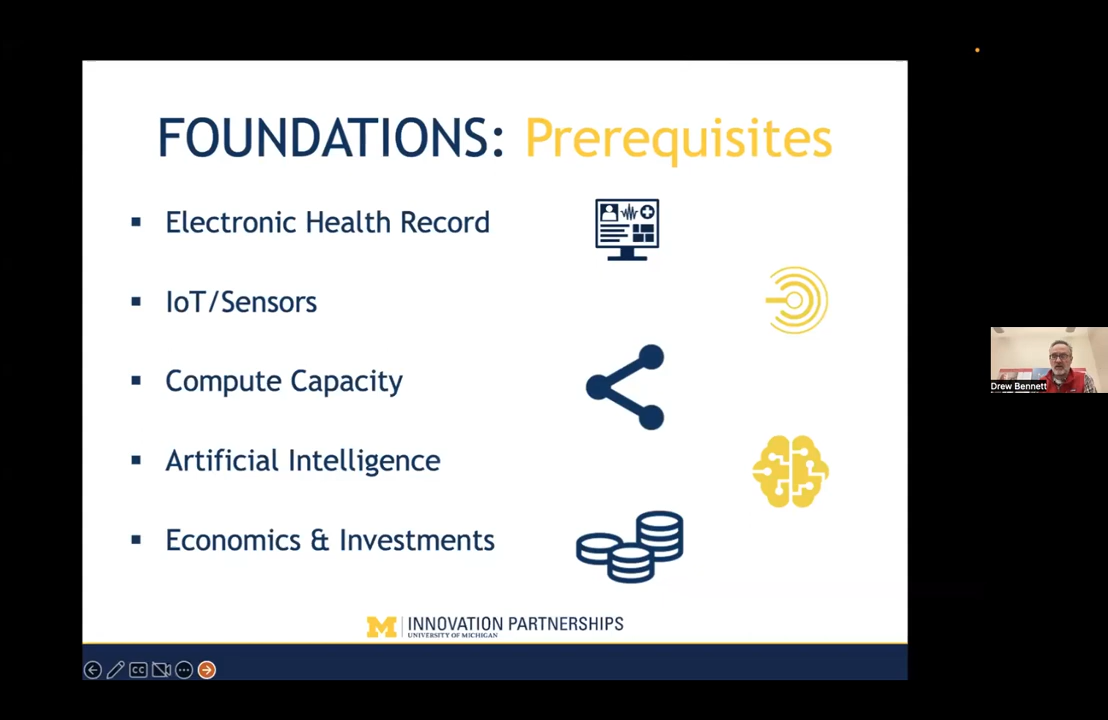 FOUNDATIONS: Prerequisites
▪ Electronic Health Record
▪ IoT/Sensors
▪ Compute Capacity
▪ Artificial Intelligence
▪ Economics & Investments
M INNOVATION PARTNERSHIPS
UNIVERSITY OF MICHIGAN
CC
Drew Bennett